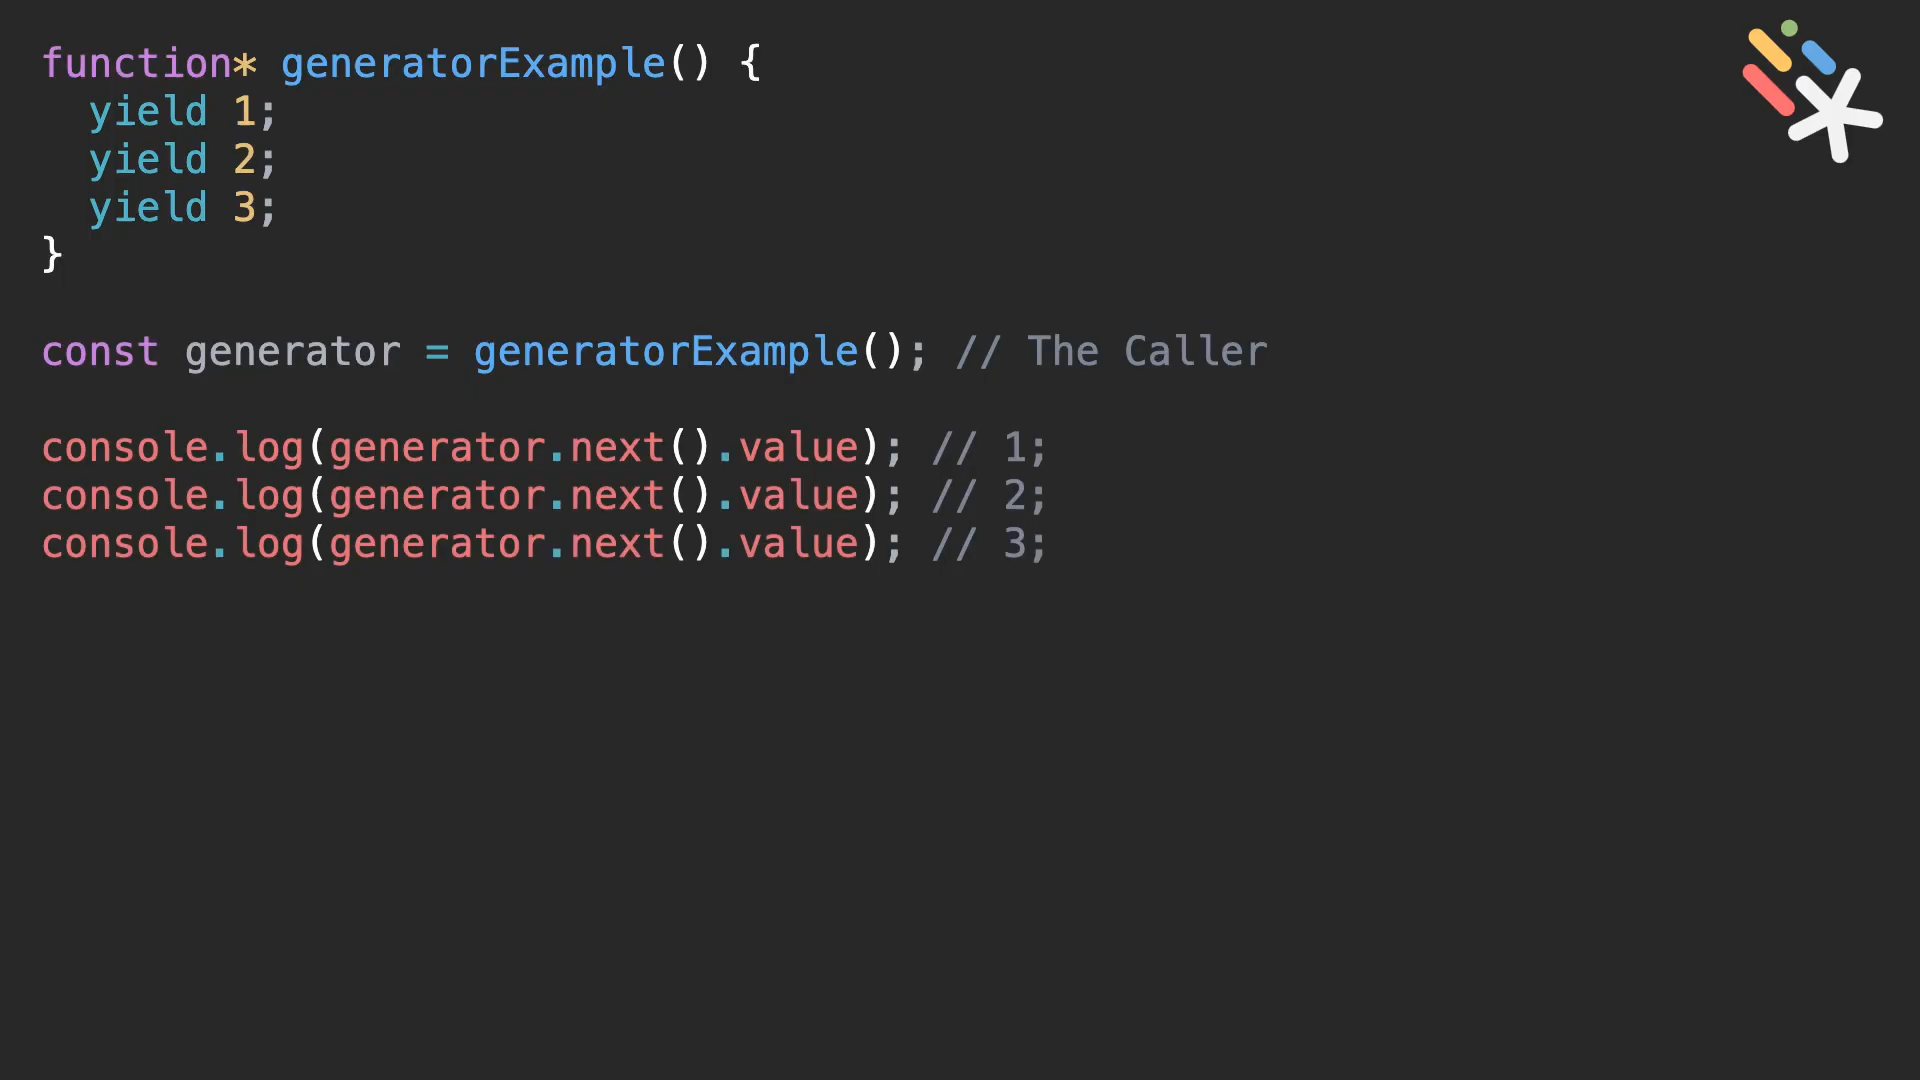 function* generatorExample() {
  yield 1;
  yield 2;
  yield 3;
}
const generator = generatorExample(); // The Caller
console.log(generator.next().value); // 1;
console.log(generator.next().value); // 2;
console.log(generator.next().value); // 3;